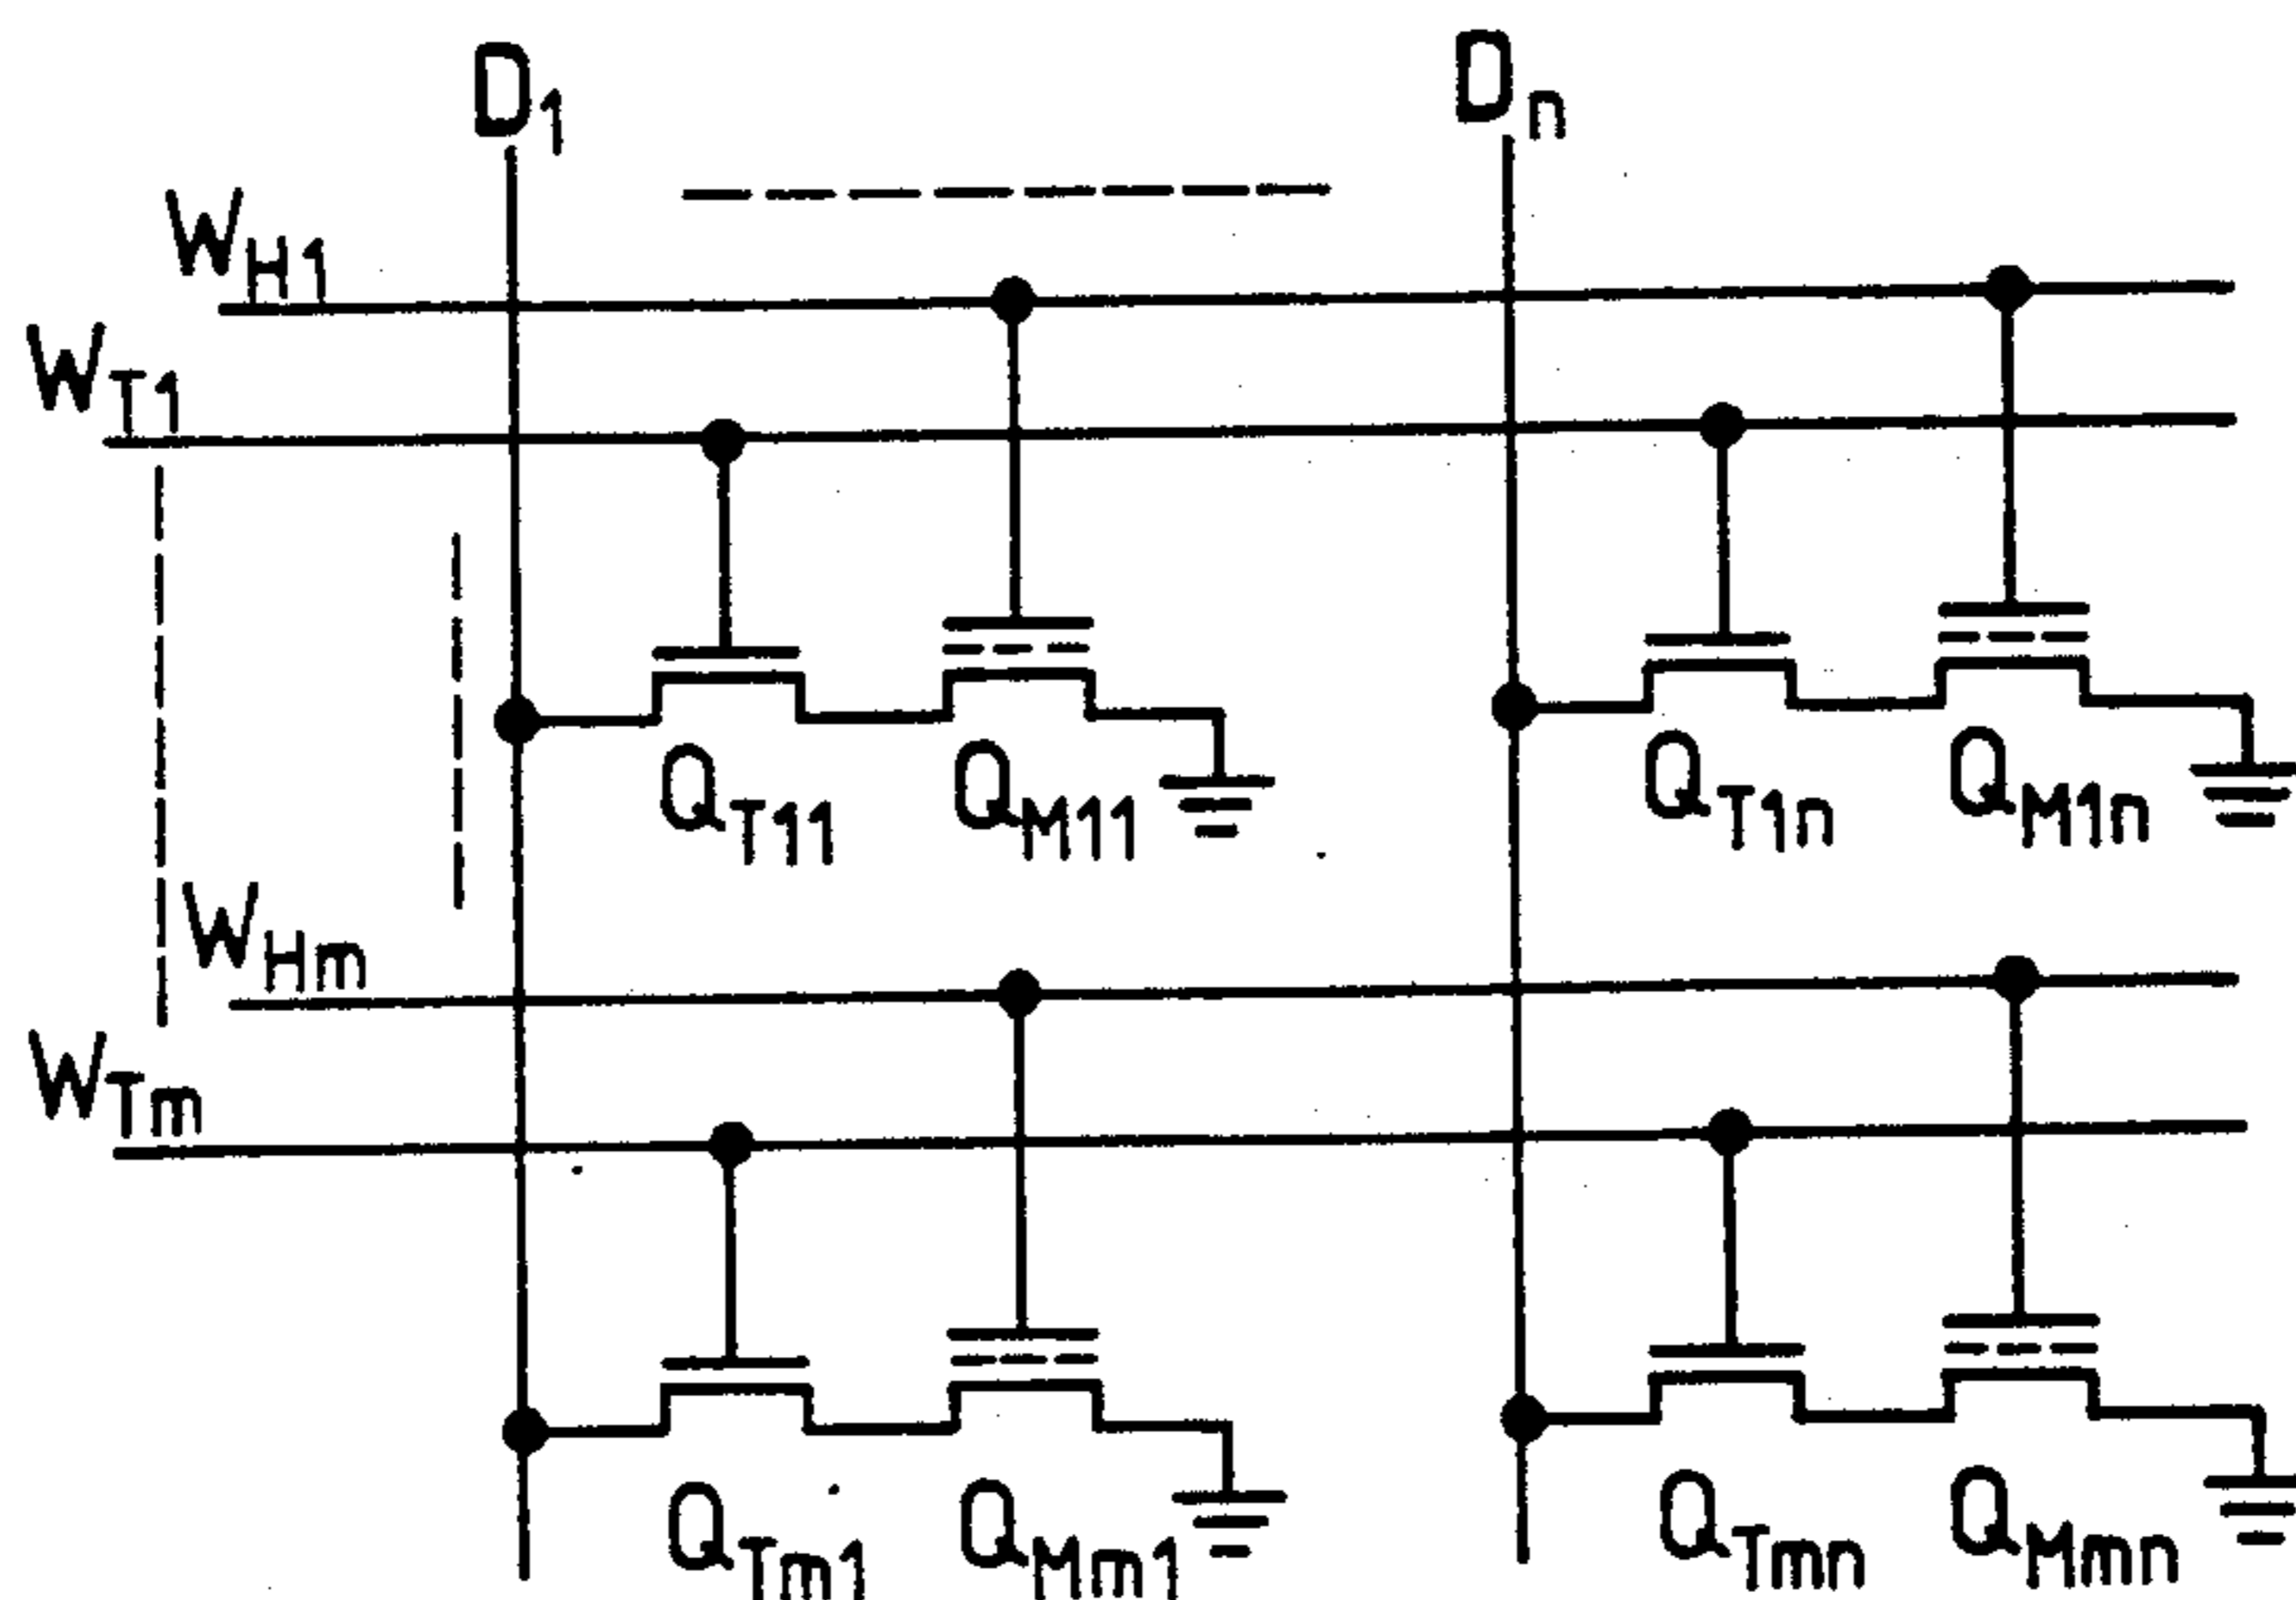 D1 Dn
WH1
WT1
QT11 QM11 QT1n QM1n
WHm
WTm
QTm1 QMm1 QTmn QMmn